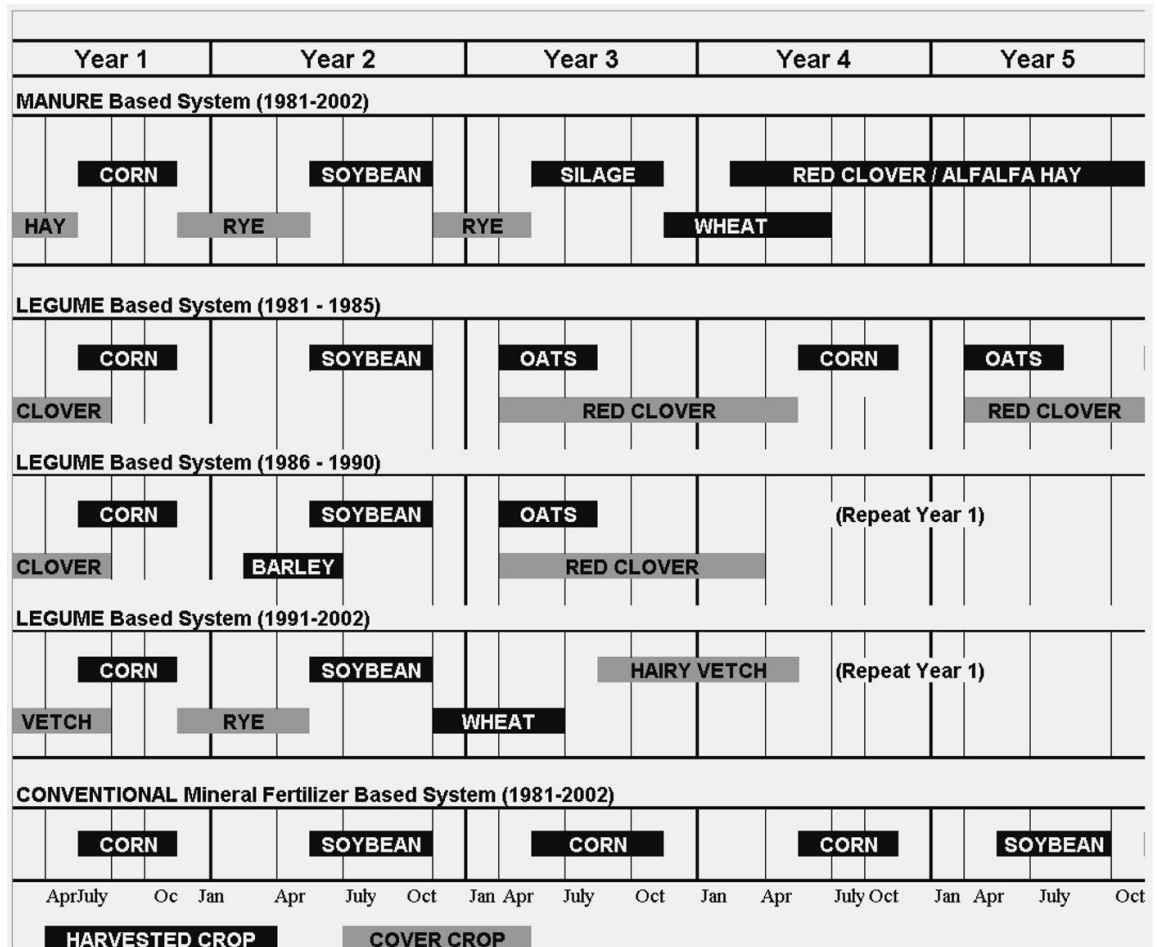 Year 1 Year 2 Year 3 Year 4 Year 5
MANURE Based System (1981-2002)
CORN SOYBEAN SILAGE RED CLOVER / ALFALFA HAY
HAY RYE RYE WHEAT
LEGUME Based System (1981 - 1985)
CORN SOYBEAN OATS CORN OATS
CLOVER RED CLOVER RED CLOVER
LEGUME Based System (1986 - 1990)
CORN SOYBEAN OATS (Repeat Year 1)
CLOVER BARLEY RED CLOVER
LEGUME Based System (1991-2002)
CORN SOYBEAN HAIRY VETCH (Repeat Year 1)
VETCH RYE WHEAT
CONVENTIONAL Mineral Fertilizer Based System (1981-2002)
CORN SOYBEAN CORN CORN SOYBEAN
AprJuly Oc Jan Apr July Oct Jan Apr July Oct Jan Apr July Oct Jan Apr July Oct
HARVESTED CROP COVER CROP